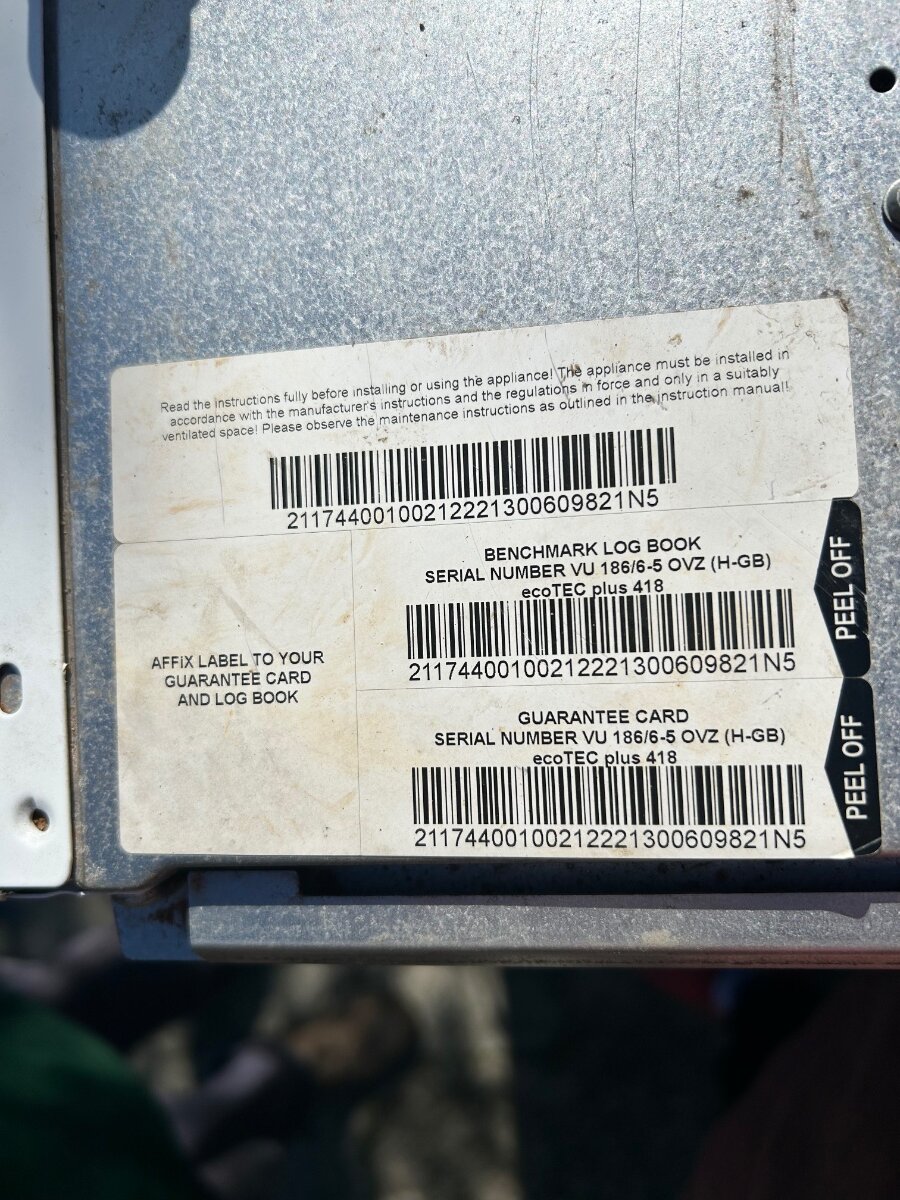 Read the instructions fully before installing or using the appliance! The appliance must be installed in
accordance with the manufacturer's instructions and the regulations in force and only in a suitably
ventilated space! Please observe the maintenance instructions as outlined in the instruction manual!
21174400100212221300609821N5
BENCHMARK LOG BOOK
SERIAL NUMBER VU 186/6-5 OVZ (H-GB)
ecoTEC plus 418
21174400100212221300609821N5
PEEL OFF
AFFiX LABEL TO YOUR
GUARANTEE CARD
AND LOG BOOK
GUARANTEE CARD
SERIAL NUMBER VU 186/6-5 OVZ (H-GB)
ecoTEC plus 418
21174400100212221300609821N5
PEEL OFF